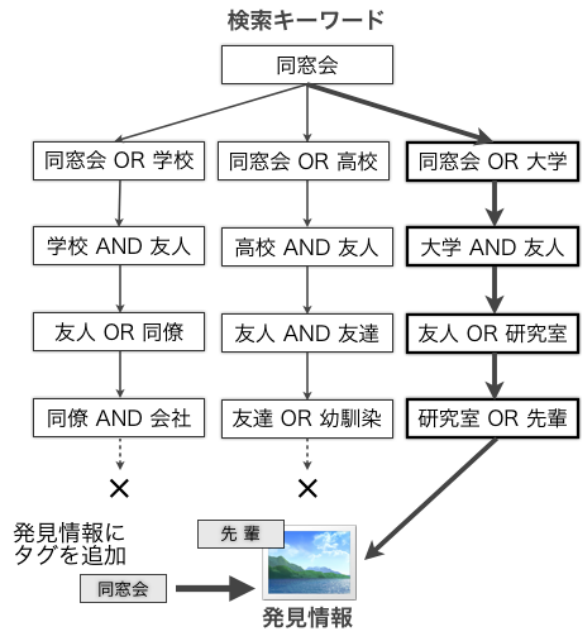 検索キーワード
同窓会
同窓会 OR 学校
同窓会 OR 高校
同窓会 OR 大学
学校 AND 友人
高校 AND 友人
大学 AND 友人
友人 OR 同僚
友人 AND 友達
友人 OR 研究室
同僚 AND 会社
友達 OR 幼馴染
研究室 OR 先輩
発見情報に
タグを追加
先 輩
同窓会
発見情報